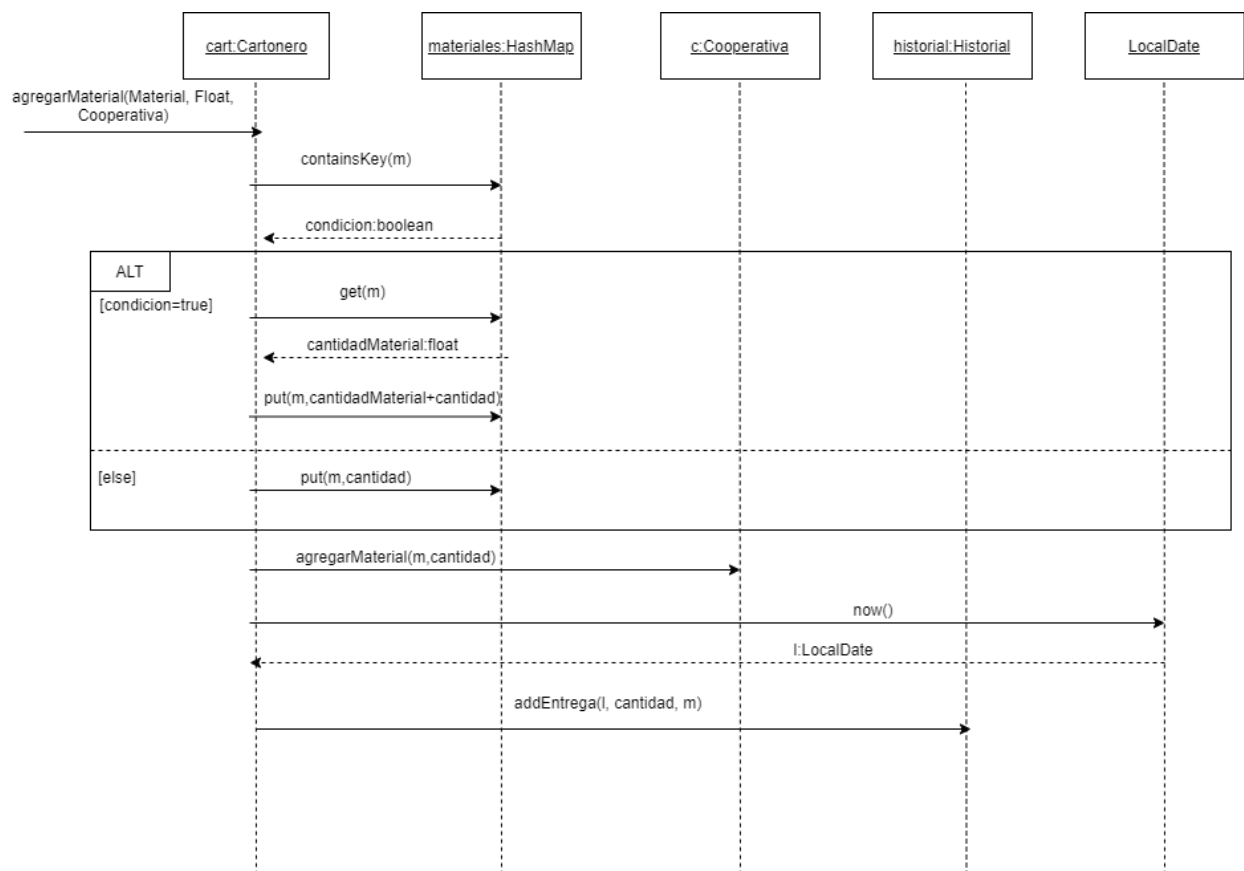 cart:Cartonero
materiales:HashMap
c:Cooperativa
historial:Historial
LocalDate
agregarMaterial(Material, Float,
Cooperativa)
containsKey(m)
condicion:boolean
ALT
[condicion=true]
get(m)
cantidadMaterial:float
put(m,cantidadMaterial+cantidad)
[else]
put(m,cantidad)
agregarMaterial(m,cantidad)
now()
l:LocalDate
addEntrega(l, cantidad, m)